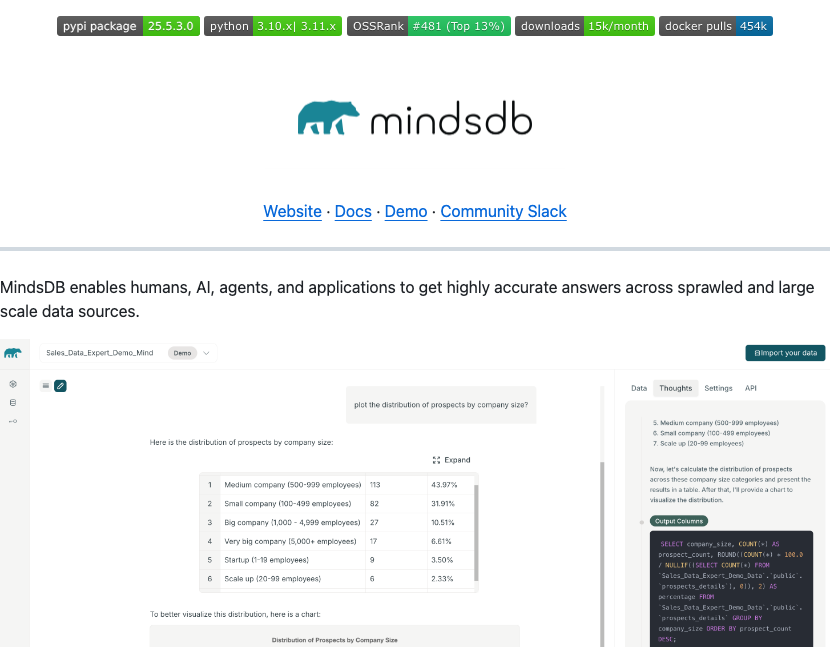 pypi package 25.5.3.0 python 3.10.x| 3.11.x OSSRank #481 (Top 13%) downloads 15k/month docker pulls 454k
mindsdb
Website · Docs · Demo · Community Slack
MindsDB enables humans, AI, agents, and applications to get highly accurate answers across sprawled and large
scale data sources.
Sales_Data_Expert_Demo_Mind Demo
Import your data
plot the distribution of prospects by company size?
Here is the distribution of prospects by company size:
Expand
1 Medium company (500-999 employees) 113 43.97%
2 Small company (100-499 employees) 82 31.91%
3 Big company (1,000 - 4,999 employees) 27 10.51%
4 Very big company (5,000+ employees) 17 6.61%
5 Startup (1-19 employees) 9 3.50%
6 Scale up (20-99 employees) 6 2.33%
To better visualize this distribution, here is a chart:
Distribution of Prospects by Company Size
Data Thoughts Settings API
5. Medium company (500-999 employees)
6. Small company (100-499 employees)
7. Scale up (20-99 employees)
Now, let's calculate the distribution of prospects
across these company size categories and present the
results in a table. After that, I'll provide a chart to
visualize the distribution.
Output Columns
SELECT company_size, COUNT(*) AS
prospect_count, ROUND((COUNT(*) * 100.0
/ NULLIF((SELECT COUNT(*) FROM
`Sales_Data_Expert_Demo_Data`.`public`.
`prospects_details`), 0)), 2) AS
percentage FROM
`Sales_Data_Expert_Demo_Data`.`public`.
`prospects_details` GROUP BY
company_size ORDER BY prospect_count
DESC;